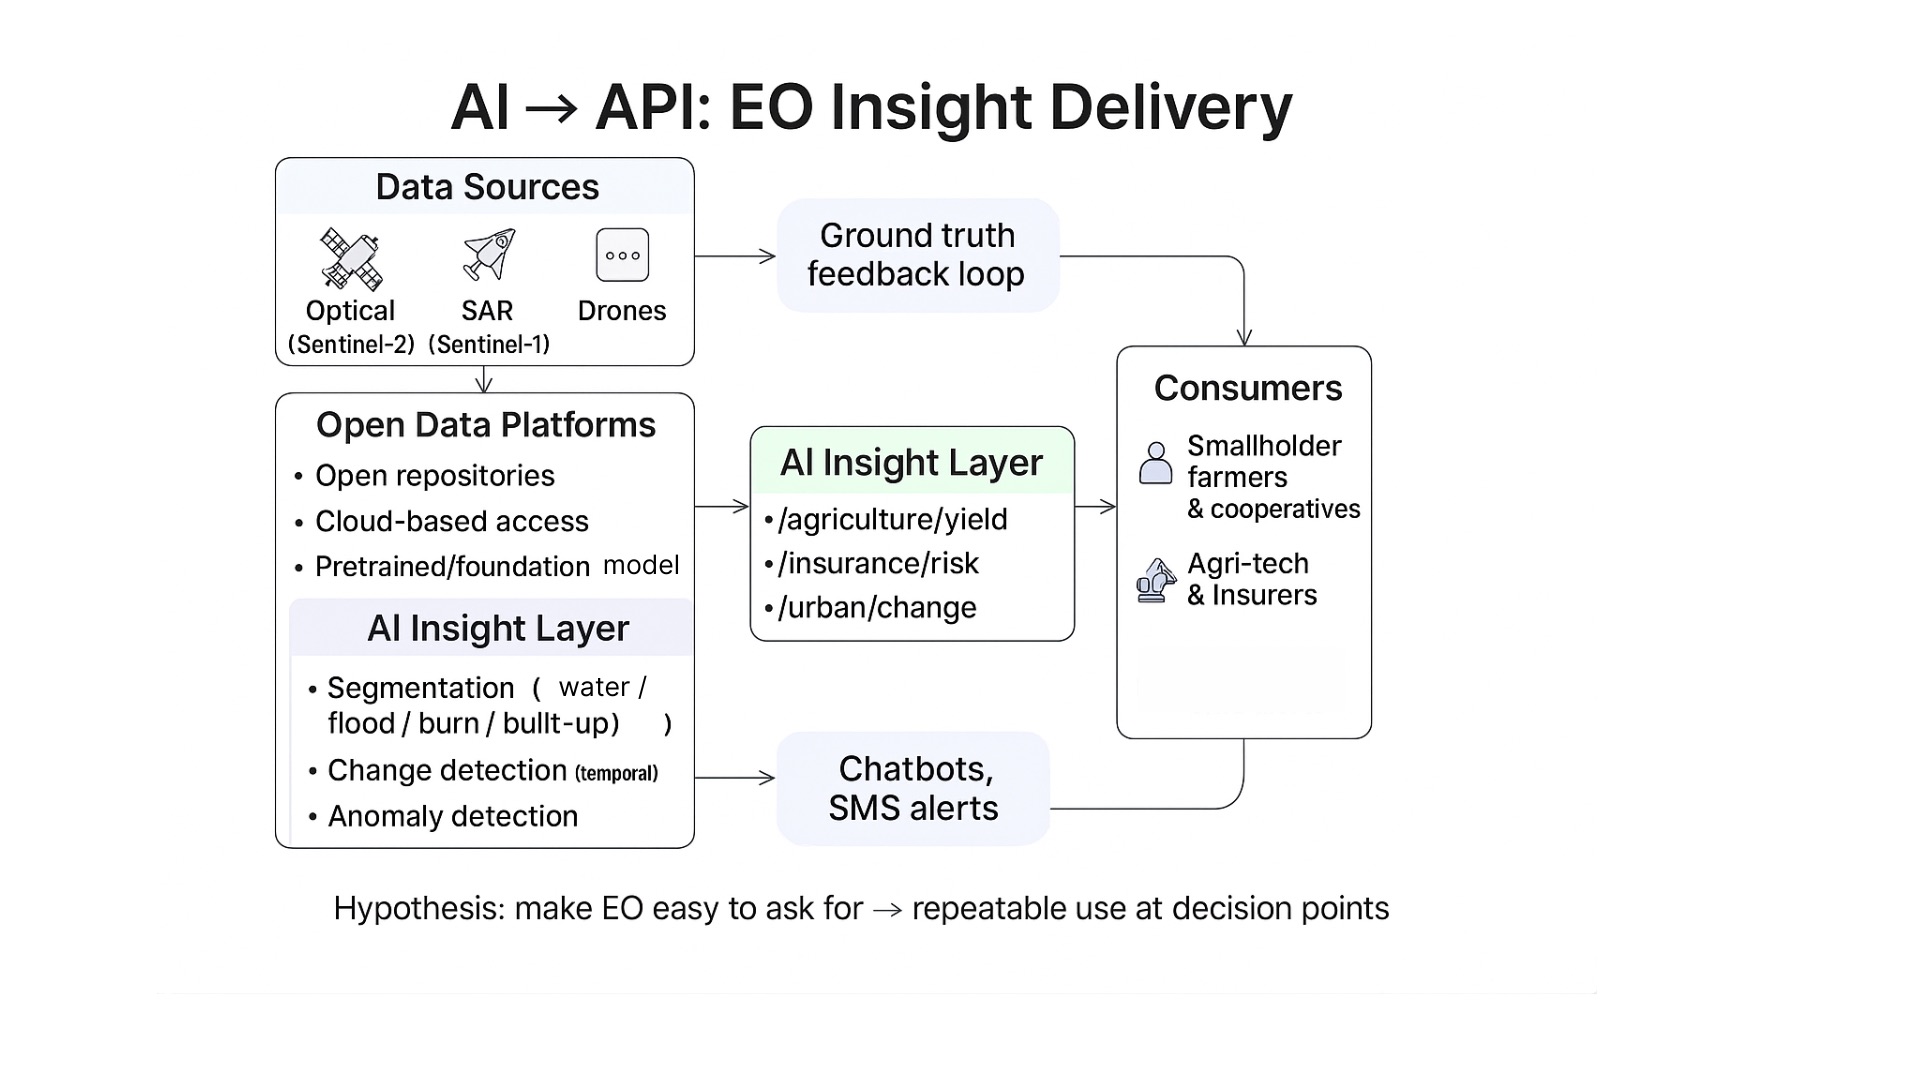 AI → API: EO Insight Delivery
Data Sources
Optical
(Sentinel-2)
SAR
(Sentinel-1)
Drones
Ground truth
feedback loop
Open Data Platforms
• Open repositories
• Cloud-based access
• Pretrained/foundation model
AI Insight Layer
• Segmentation ( water /
flood / burn / bullt-up) )
• Change detection (temporal)
• Anomaly detection
AI Insight Layer
• /agriculture/yield
• /insurance/risk
• /urban/change
Chatbots,
SMS alerts
Consumers
Smallholder
farmers
& cooperatives
Agri-tech
& Insurers
Hypothesis: make EO easy to ask for → repeatable use at decision points